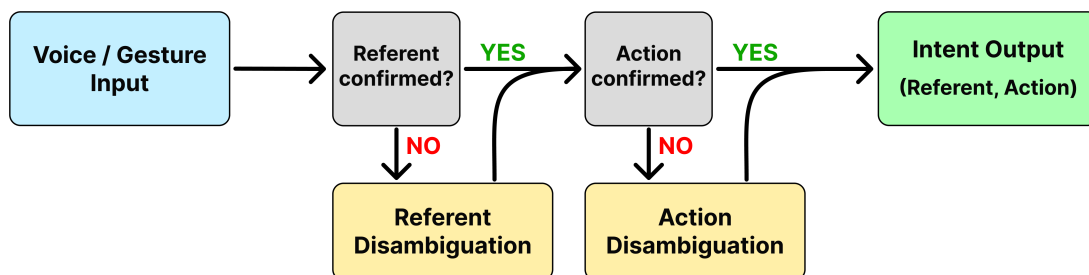 Voice / Gesture
Input
Referent
confirmed?
YES
NO
Referent
Disambiguation
Action
confirmed?
YES
NO
Action
Disambiguation
Intent Output
(Referent, Action)